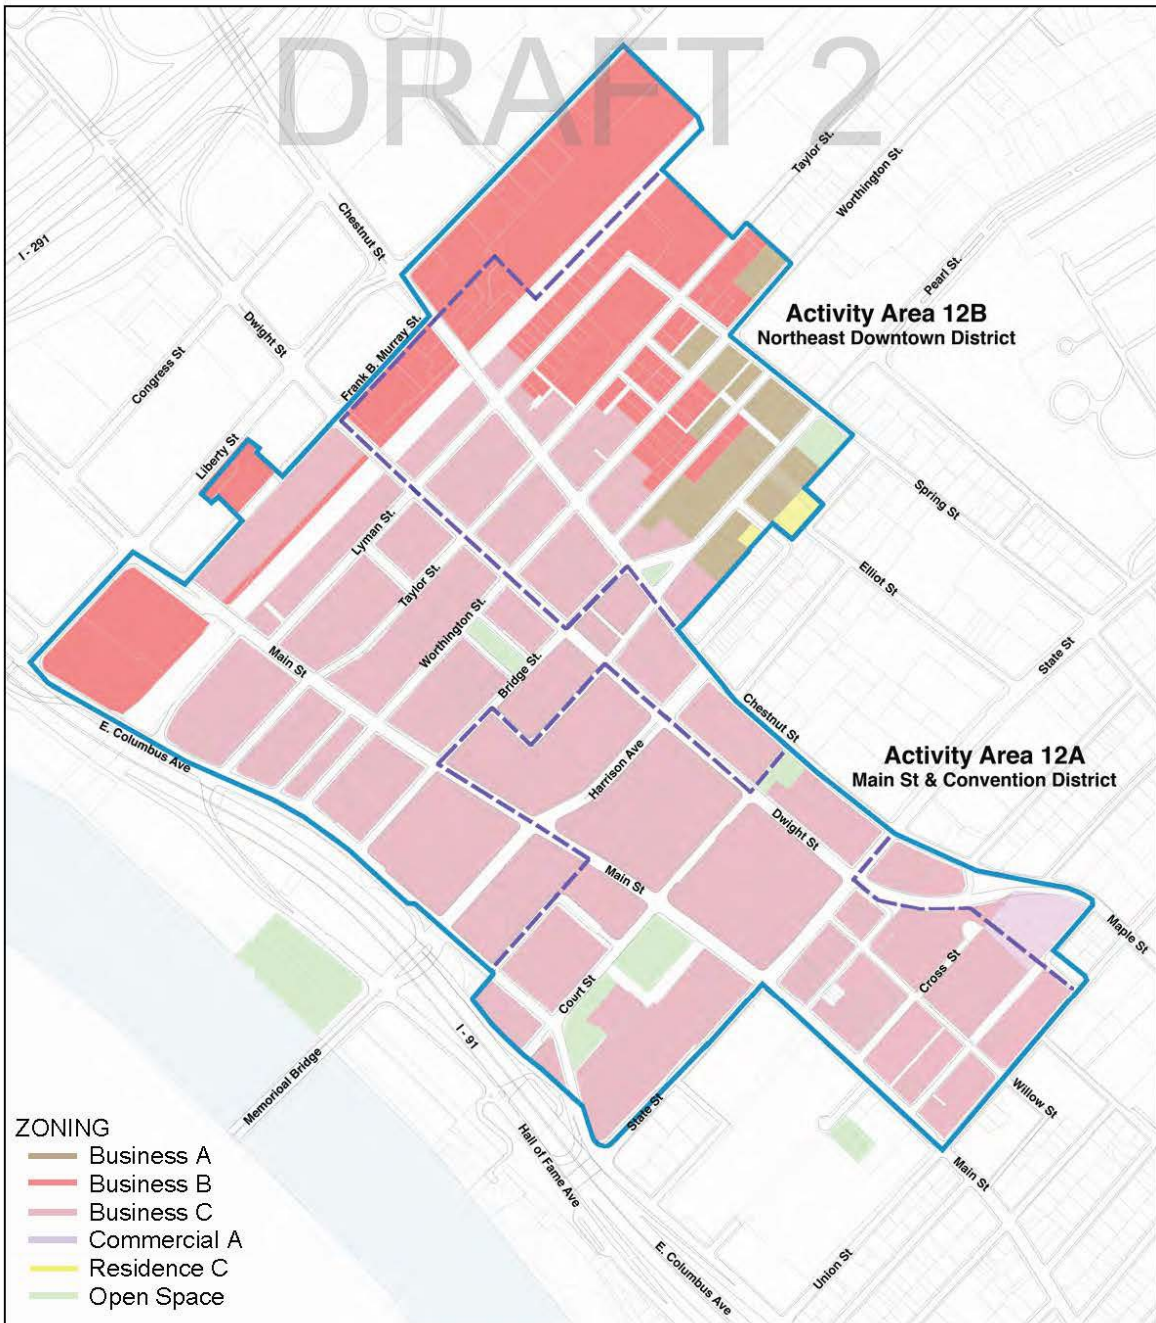 DRAFT 2
Taylor St.
Worthington St.
Chestnut St
I - 291
Pearl St.
Activity Area 12B
Northeast Downtown District
Dwight St
Frank B. Murray St.
Congress St
Liberty St
Spring St
Lyman St.
Elliot St
Taylor St.
Worthington St.
State St
Main St
Bridge St.
Chestnut St
E. Columbus Ave
Harrison Ave
Activity Area 12A
Main St & Convention District
Dwight St
Main St
Maple St
Cross St
Court St
I - 91
Memorioal Bridge
Willow St
State St
Hall of Fame Ave
Main St
E. Columbus Ave
Union St
ZONING
Business A
Business B
Business C
Commercial A
Residence C
Open Space